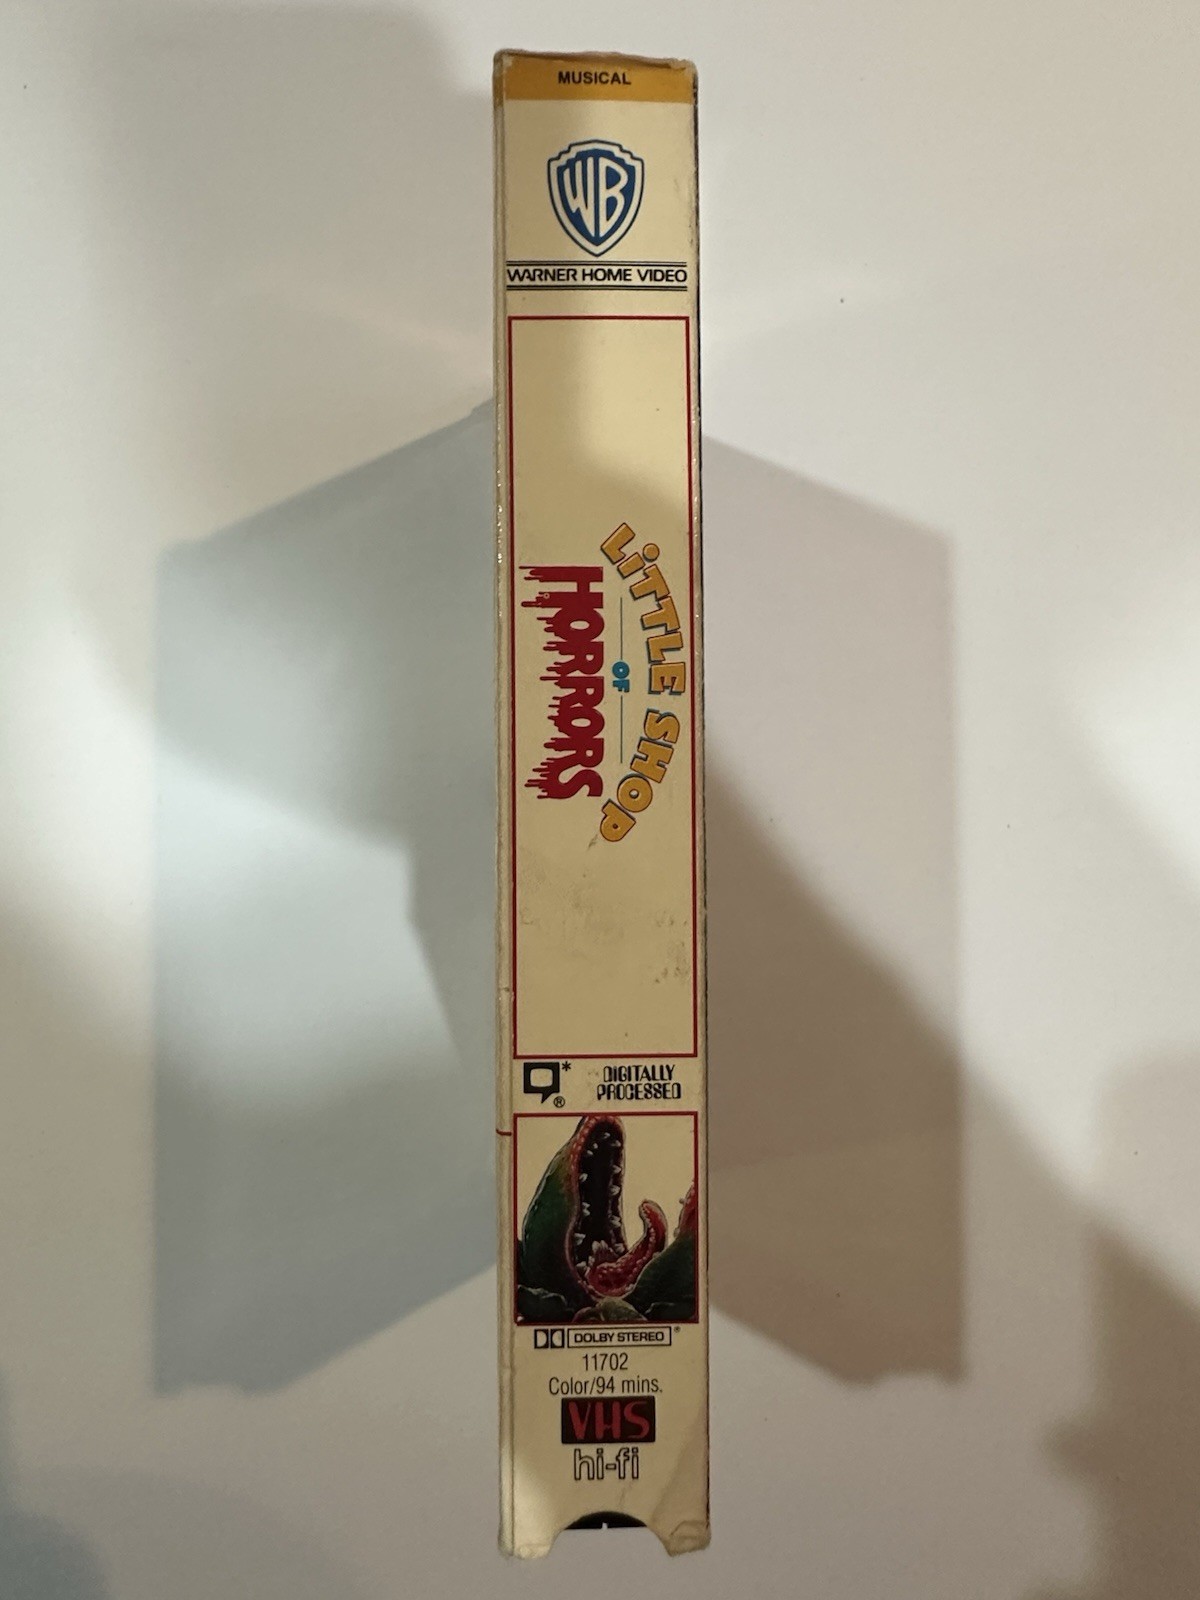 MUSICAL
WB
WARNER HOME VIDEO
LiTTLE SHOP
OF
HORRORS
* ®
DIGITALLY
PROCESSED
DOLBY STEREO ®
11702
Color/94 mins.
VHS
hi-fi